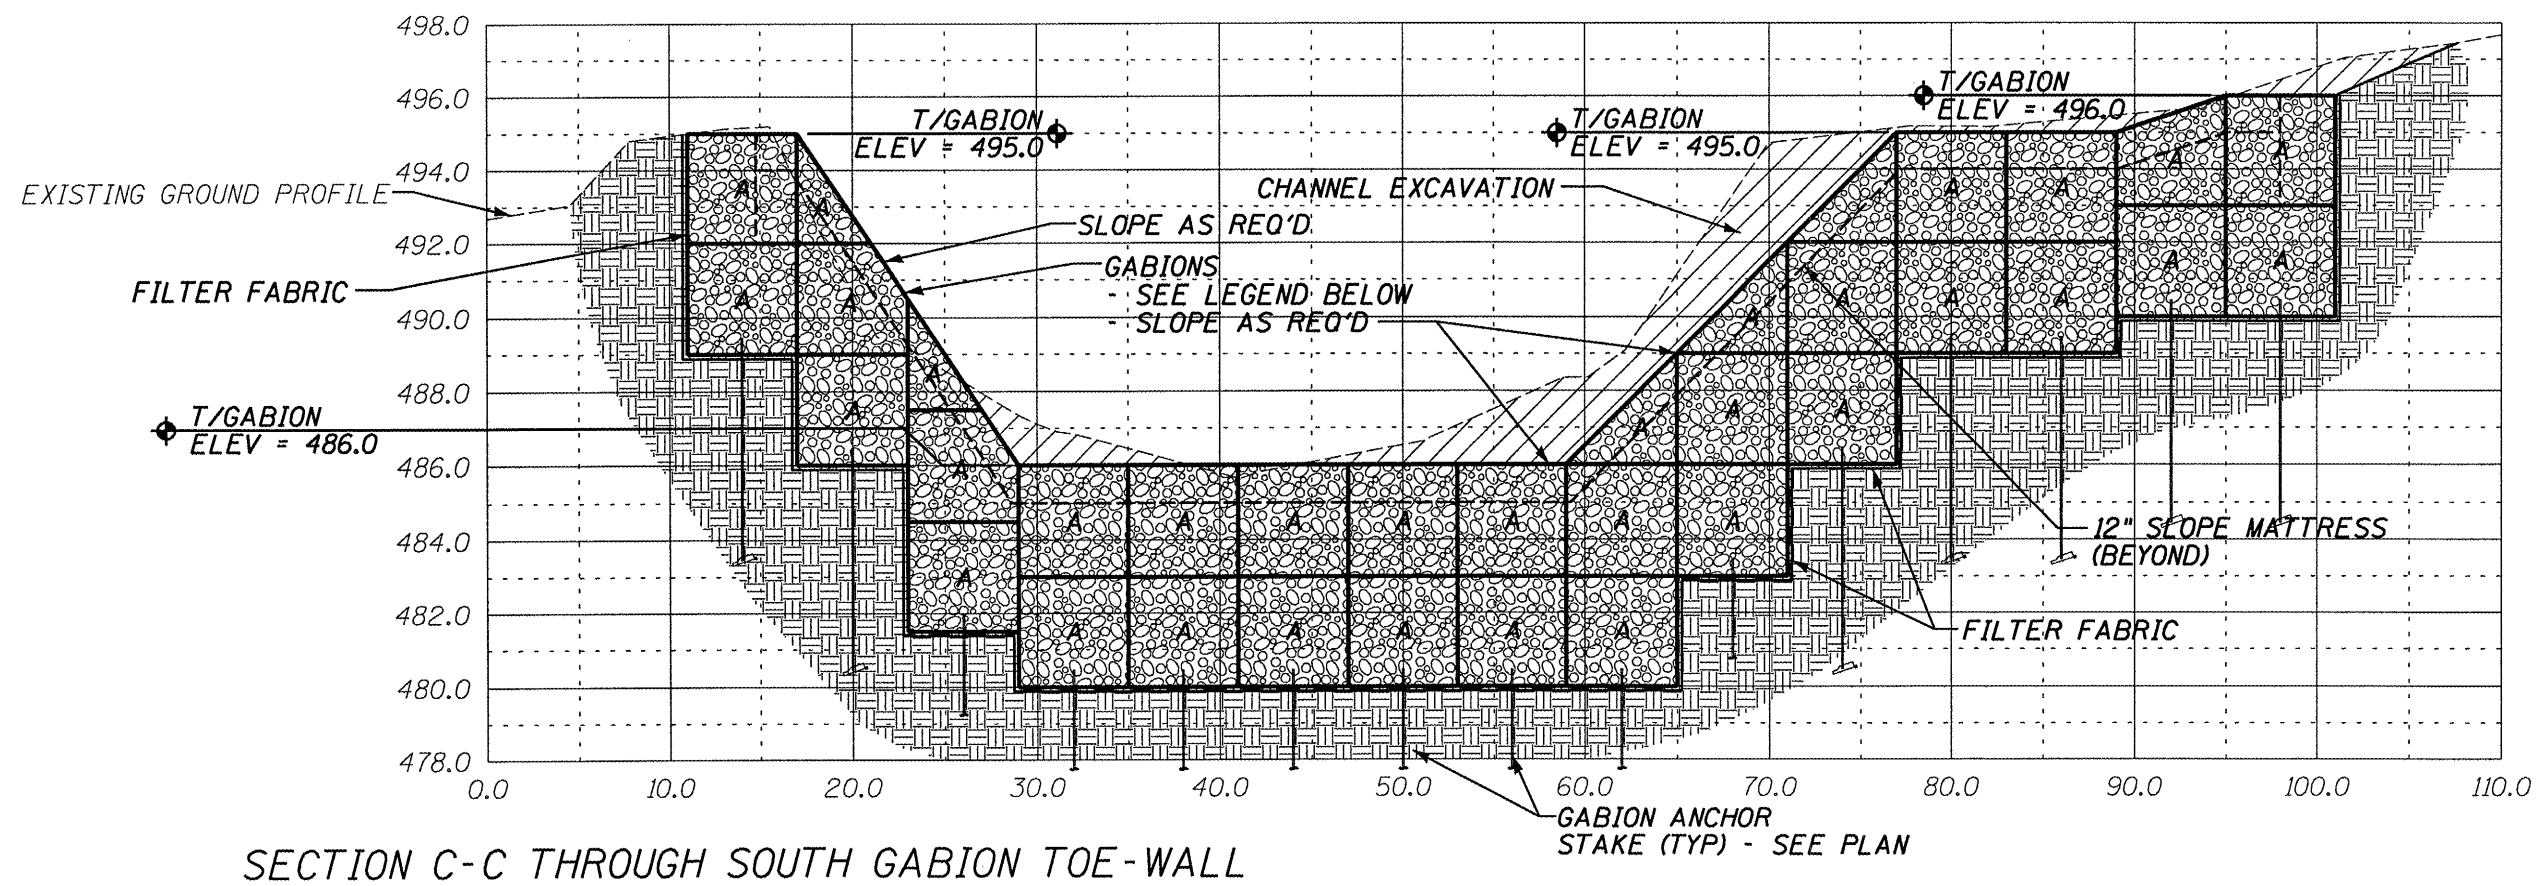 498.0
496.0
494.0
492.0
490.0
488.0
486.0
484.0
482.0
480.0
478.0
0.0 10.0 20.0 30.0 40.0 50.0 60.0 70.0 80.0 90.0 100.0 110.0
T/GABION
ELEV = 495.0
T/GABION
ELEV = 495.0
T/GABION
ELEV = 496.0
EXISTING GROUND PROFILE
CHANNEL EXCAVATION
SLOPE AS REQ'D
FILTER FABRIC
GABIONS
- SEE LEGEND BELOW
- SLOPE AS REQ'D
T/GABION
ELEV = 486.0
A A A A A A
A A A A A A A
A A A A A
A A A A
A A A A A A A A
A A A A A A A
12" SLOPE MATTRESS
(BEYOND)
FILTER FABRIC
GABION ANCHOR
STAKE (TYP) - SEE PLAN
SECTION C-C THROUGH SOUTH GABION TOE-WALL